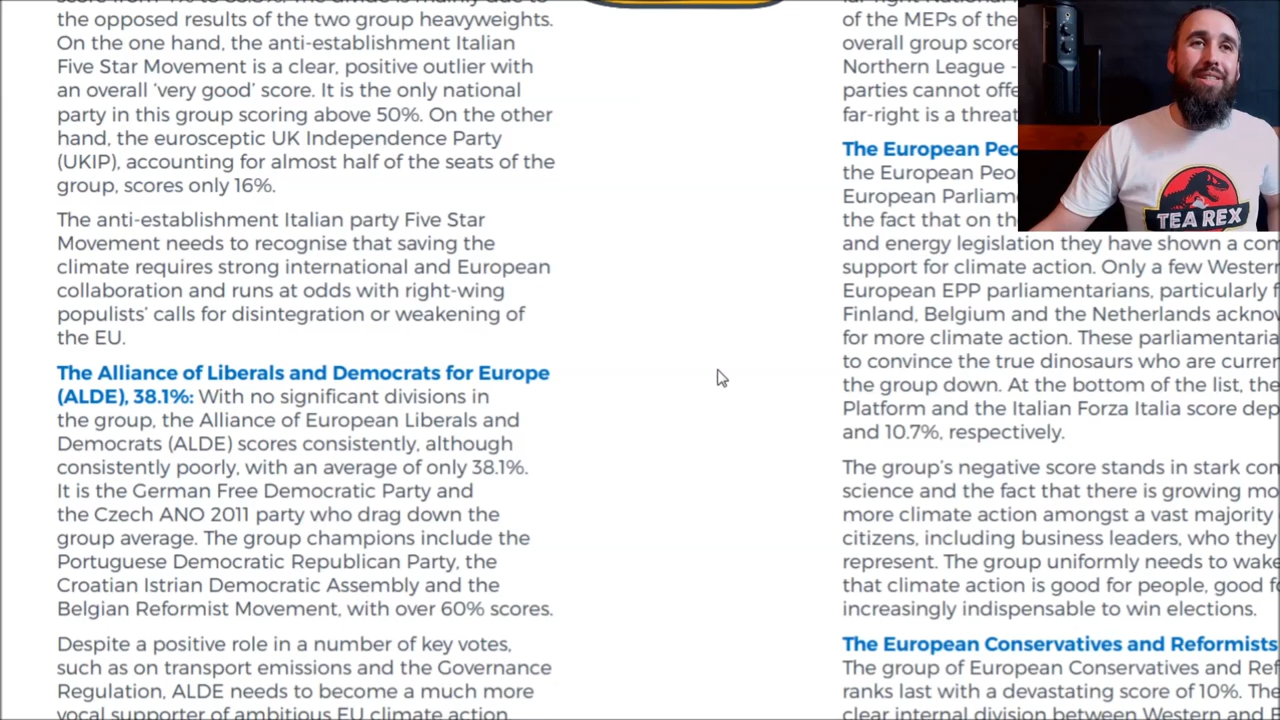 the opposed results of the two group heavyweights.
On the one hand, the anti-establishment Italian
Five Star Movement is a clear, positive outlier with
an overall ‘very good’ score. It is the only national
party in this group scoring above 50%. On the other
hand, the eurosceptic UK Independence Party
(UKIP), accounting for almost half of the seats of the
group, scores only 16%.
The anti-establishment Italian party Five Star
Movement needs to recognise that saving the
climate requires strong international and European
collaboration and runs at odds with right-wing
populists’ calls for disintegration or weakening of
the EU.
The Alliance of Liberals and Democrats for Europe
(ALDE), 38.1%: With no significant divisions in
the group, the Alliance of European Liberals and
Democrats (ALDE) scores consistently, although
consistently poorly, with an average of only 38.1%.
It is the German Free Democratic Party and
the Czech ANO 2011 party who drag down the
group average. The group champions include the
Portuguese Democratic Republican Party, the
Croatian Istrian Democratic Assembly and the
Belgian Reformist Movement, with over 60% scores.
Despite a positive role in a number of key votes,
such as on transport emissions and the Governance
Regulation, ALDE needs to become a much more
vocal supporter of ambitious EU climate action.
of the MEPs of the
overall group score
Northern League -
parties cannot offe
far-right is a threat
The European Peo
the European Peo
European Parliam
the fact that on th
and energy legislation they have shown a con
support for climate action. Only a few Western
European EPP parliamentarians, particularly f
Finland, Belgium and the Netherlands acknow
for more climate action. These parliamentaria
to convince the true dinosaurs who are curren
the group down. At the bottom of the list, the
Platform and the Italian Forza Italia score dep
and 10.7%, respectively.
The group’s negative score stands in stark con
science and the fact that there is growing mo
more climate action amongst a vast majority
citizens, including business leaders, who they
represent. The group uniformly needs to wake
that climate action is good for people, good fo
increasingly indispensable to win elections.
The European Conservatives and Reformists
The group of European Conservatives and Ref
ranks last with a devastating score of 10%. The
clear internal division between Western and E
TEA REX